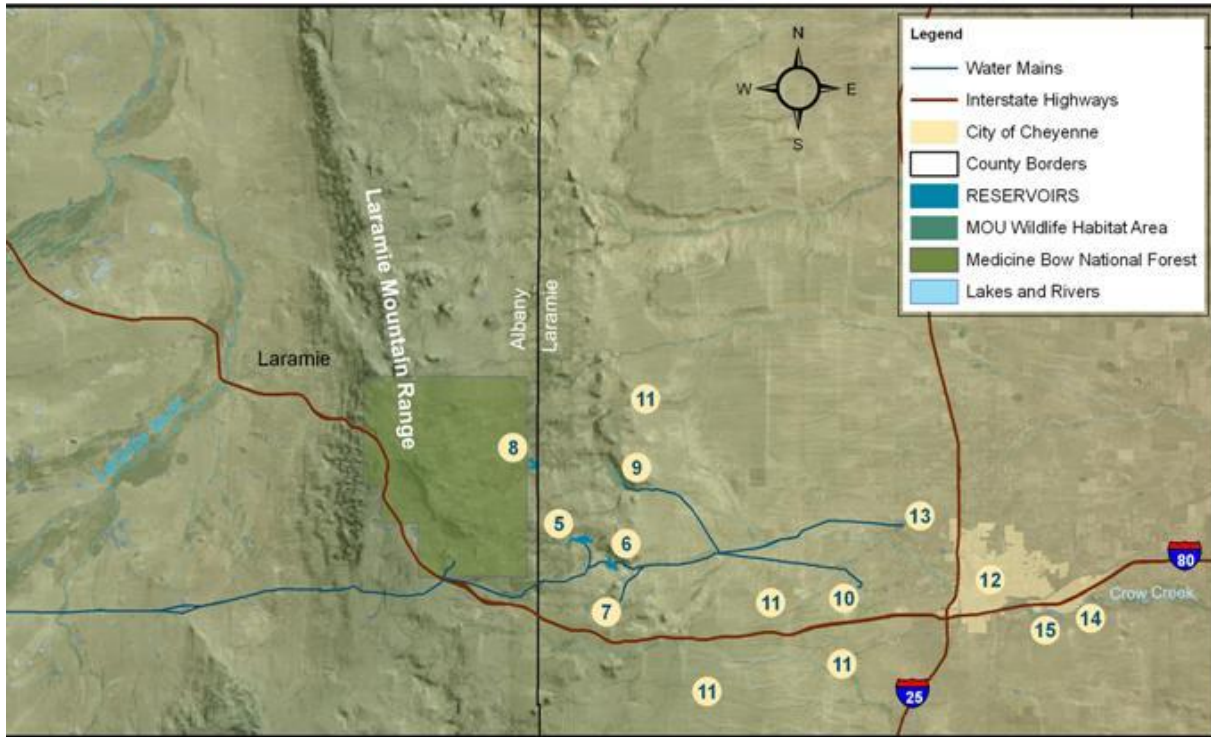 N
W E
S
Legend
Water Mains
Interstate Highways
City of Cheyenne
County Borders
RESERVOIRS
MOU Wildlife Habitat Area
Medicine Bow National Forest
Lakes and Rivers
Laramie Mountain Range
Albany
Laramie
Laramie
11
8
9
5
6
13
7
11
10
12
80
Crow Creek
14
15
11
11
25